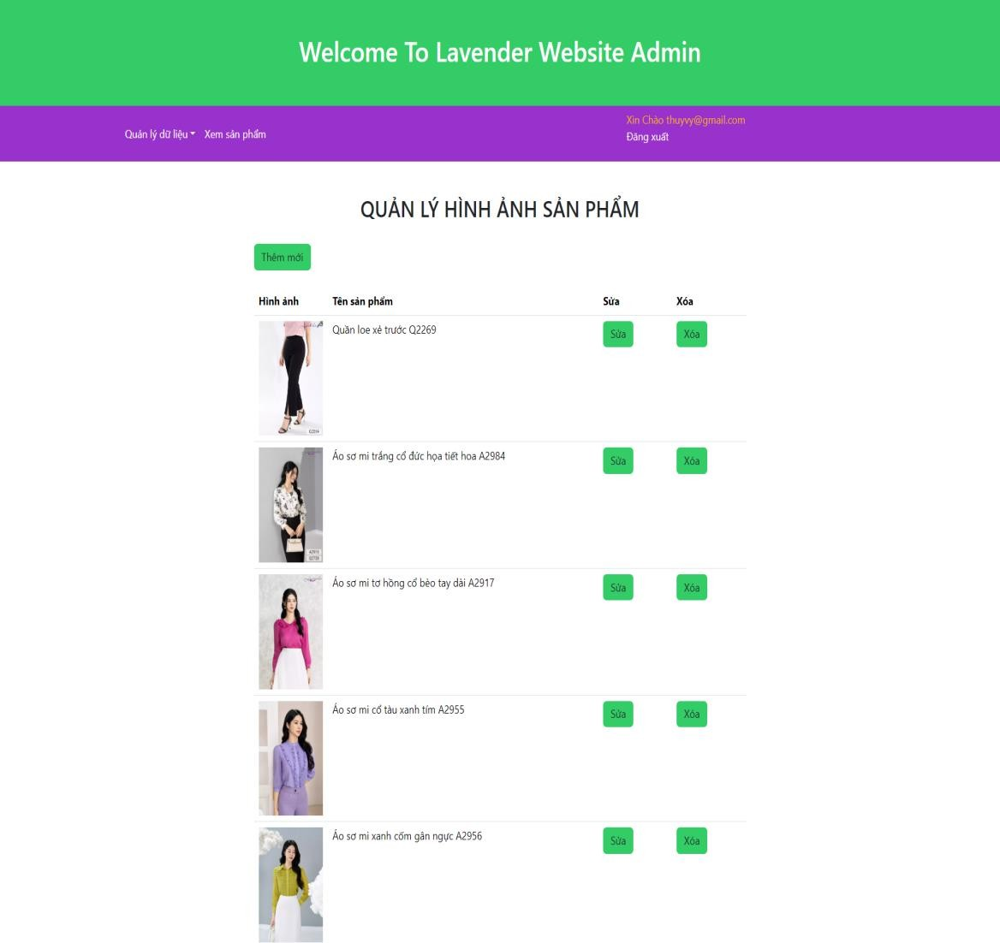 Welcome To Lavender Website Admin
Quản lý dữ liệu Xem sản phẩm
Xin Chào thuyvy@gmail.com
Đăng xuất
QUẢN LÝ HÌNH ẢNH SẢN PHẨM
Thêm mới
Hình ảnh Tên sản phẩm Sửa Xóa
Quần loe xẻ trước Q2269 Sửa Xóa
Áo sơ mi trắng cổ đức họa tiết hoa A2984 Sửa Xóa
Áo sơ mi tơ hồng cổ bèo tay dài A2917 Sửa Xóa
Áo sơ mi cổ tàu xanh tím A2955 Sửa Xóa
Áo sơ mi xanh cốm gân ngực A2956 Sửa Xóa